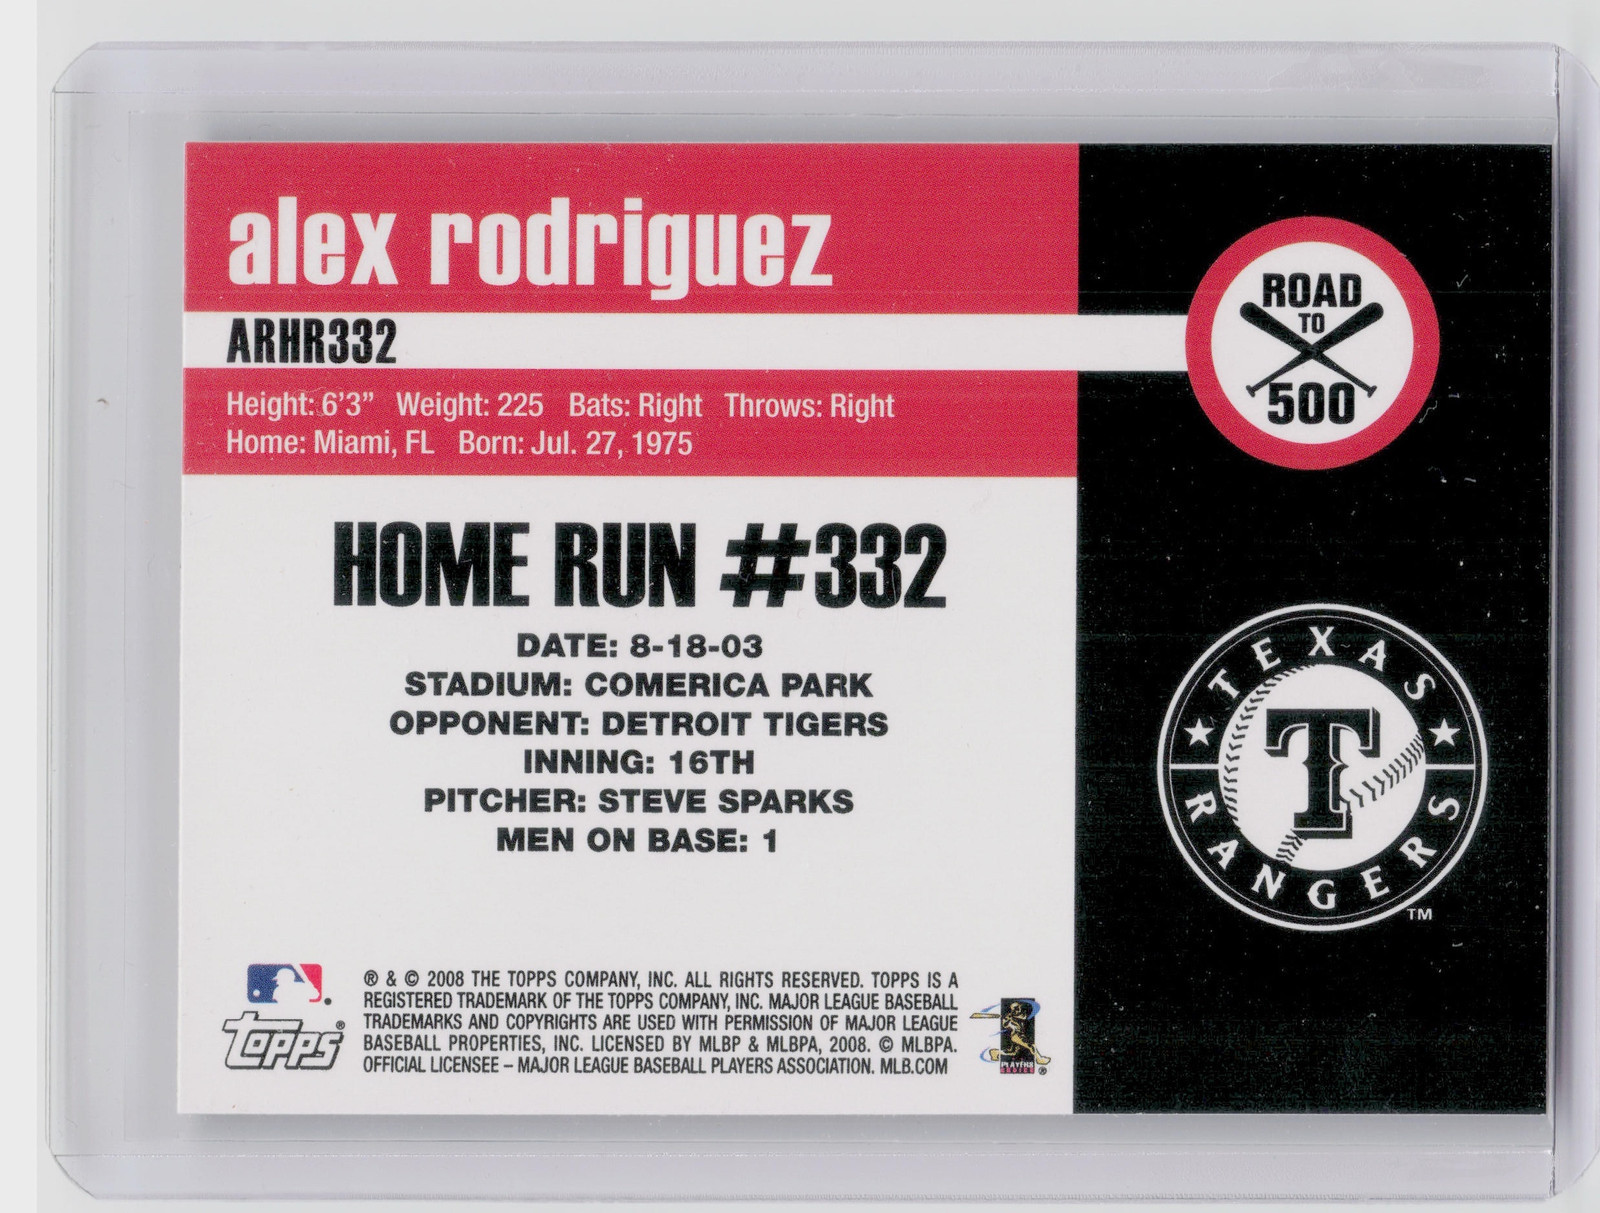 alex rodriguez
ARHR332
Height: 6'3" Weight: 225 Bats: Right Throws: Right
Home: Miami, FL Born: Jul. 27, 1975
ROAD
TO
500
HOME RUN #332
DATE: 8-18-03
STADIUM: COMERICA PARK
OPPONENT: DETROIT TIGERS
INNING: 16TH
PITCHER: STEVE SPARKS
MEN ON BASE: 1
TEXAS
T
RANGERS
TM
® & © 2008 THE TOPPS COMPANY, INC. ALL RIGHTS RESERVED. TOPPS IS A
REGISTERED TRADEMARK OF THE TOPPS COMPANY, INC. MAJOR LEAGUE BASEBALL
TRADEMARKS AND COPYRIGHTS ARE USED WITH PERMISSION OF MAJOR LEAGUE
BASEBALL PROPERTIES, INC. LICENSED BY MLBP & MLBPA, 2008. © MLBPA.
OFFICIAL LICENSEE – MAJOR LEAGUE BASEBALL PLAYERS ASSOCIATION. MLB.COM
Topps®
PLAYERS
CHOICE ®